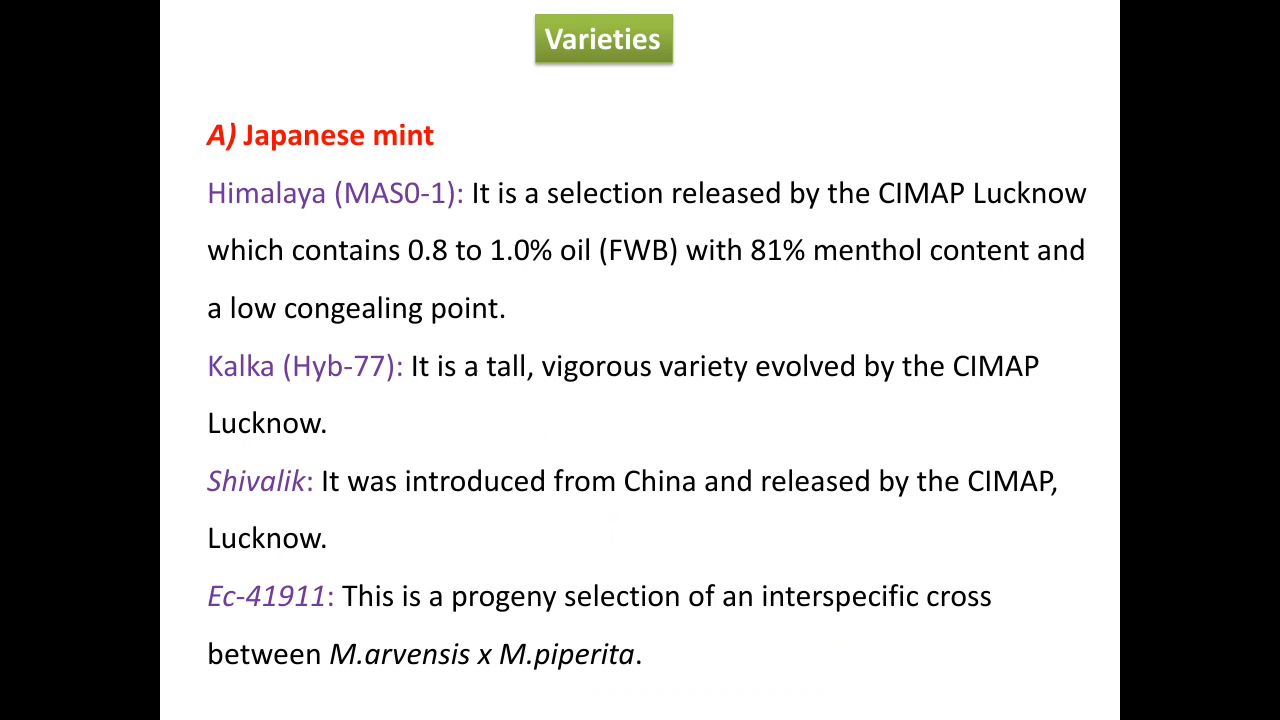 Varieties
A) Japanese mint
Himalaya (MAS0-1): It is a selection released by the CIMAP Lucknow
which contains 0.8 to 1.0% oil (FWB) with 81% menthol content and
a low congealing point.
Kalka (Hyb-77): It is a tall, vigorous variety evolved by the CIMAP
Lucknow.
Shivalik: It was introduced from China and released by the CIMAP,
Lucknow.
Ec-41911: This is a progeny selection of an interspecific cross
between M.arvensis x M.piperita.